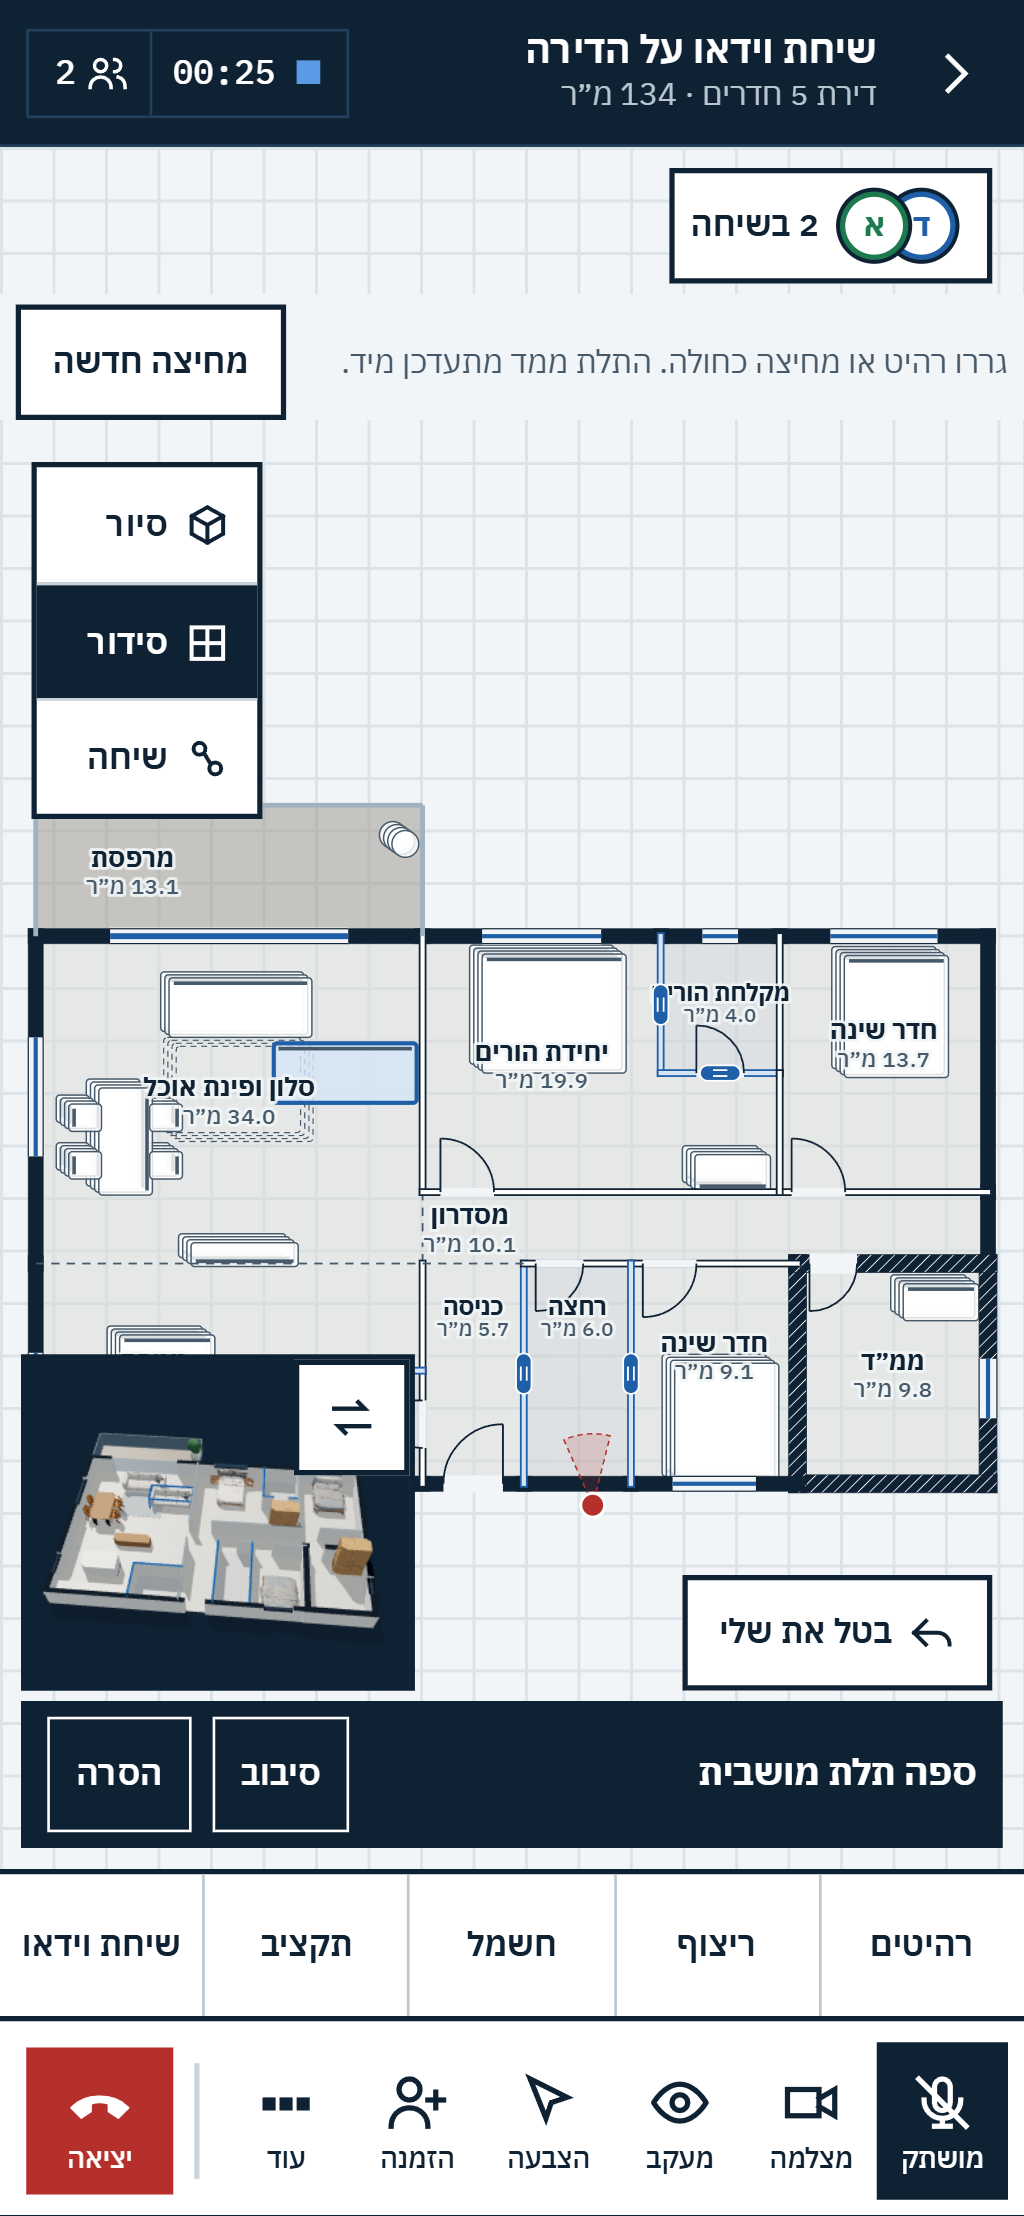 שיחת וידאו על הדירה
דירת 5 חדרים · 134 מ״ר
00:25
2
ד
א
2 בשיחה
גררו רהיט או מחיצה כחולה. התלת ממד מתעדכן מיד.
מחיצה חדשה
סיור
סידור
שיחה
מרפסת
13.1 מ״ר
מקלחת הורים
4.0 מ״ר
חדר שינה
13.7 מ״ר
יחידת הורים
19.9 מ״ר
סלון ופינת אוכל
34.0 מ״ר
מסדרון
10.1 מ״ר
כניסה
5.7 מ״ר
רחצה
6.0 מ״ר
חדר שינה
9.1 מ״ר
ממ״ד
9.8 מ״ר
בטל את שלי
ספה תלת מושבית
סיבוב
הסרה
רהיטים
ריצוף
חשמל
תקציב
שיחת וידאו
מושתק
מצלמה
מעקב
הצבעה
הזמנה
עוד
יציאה